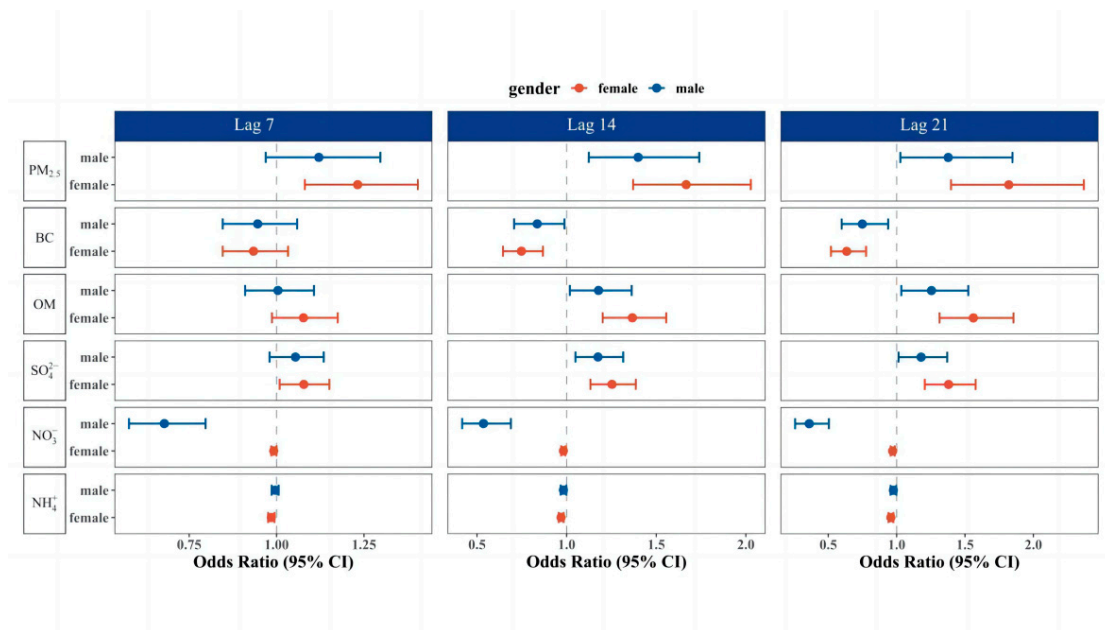 gender female male
Lag 7 Lag 14 Lag 21
PM₂.₅ male
female
BC male
female
OM male
female
SO₄²⁻ male
female
NO₃⁻ male
female
NH₄⁺ male
female
0.75 1.00 1.25 0.5 1.0 1.5 2.0 0.5 1.0 1.5 2.0
Odds Ratio (95% CI) Odds Ratio (95% CI) Odds Ratio (95% CI)